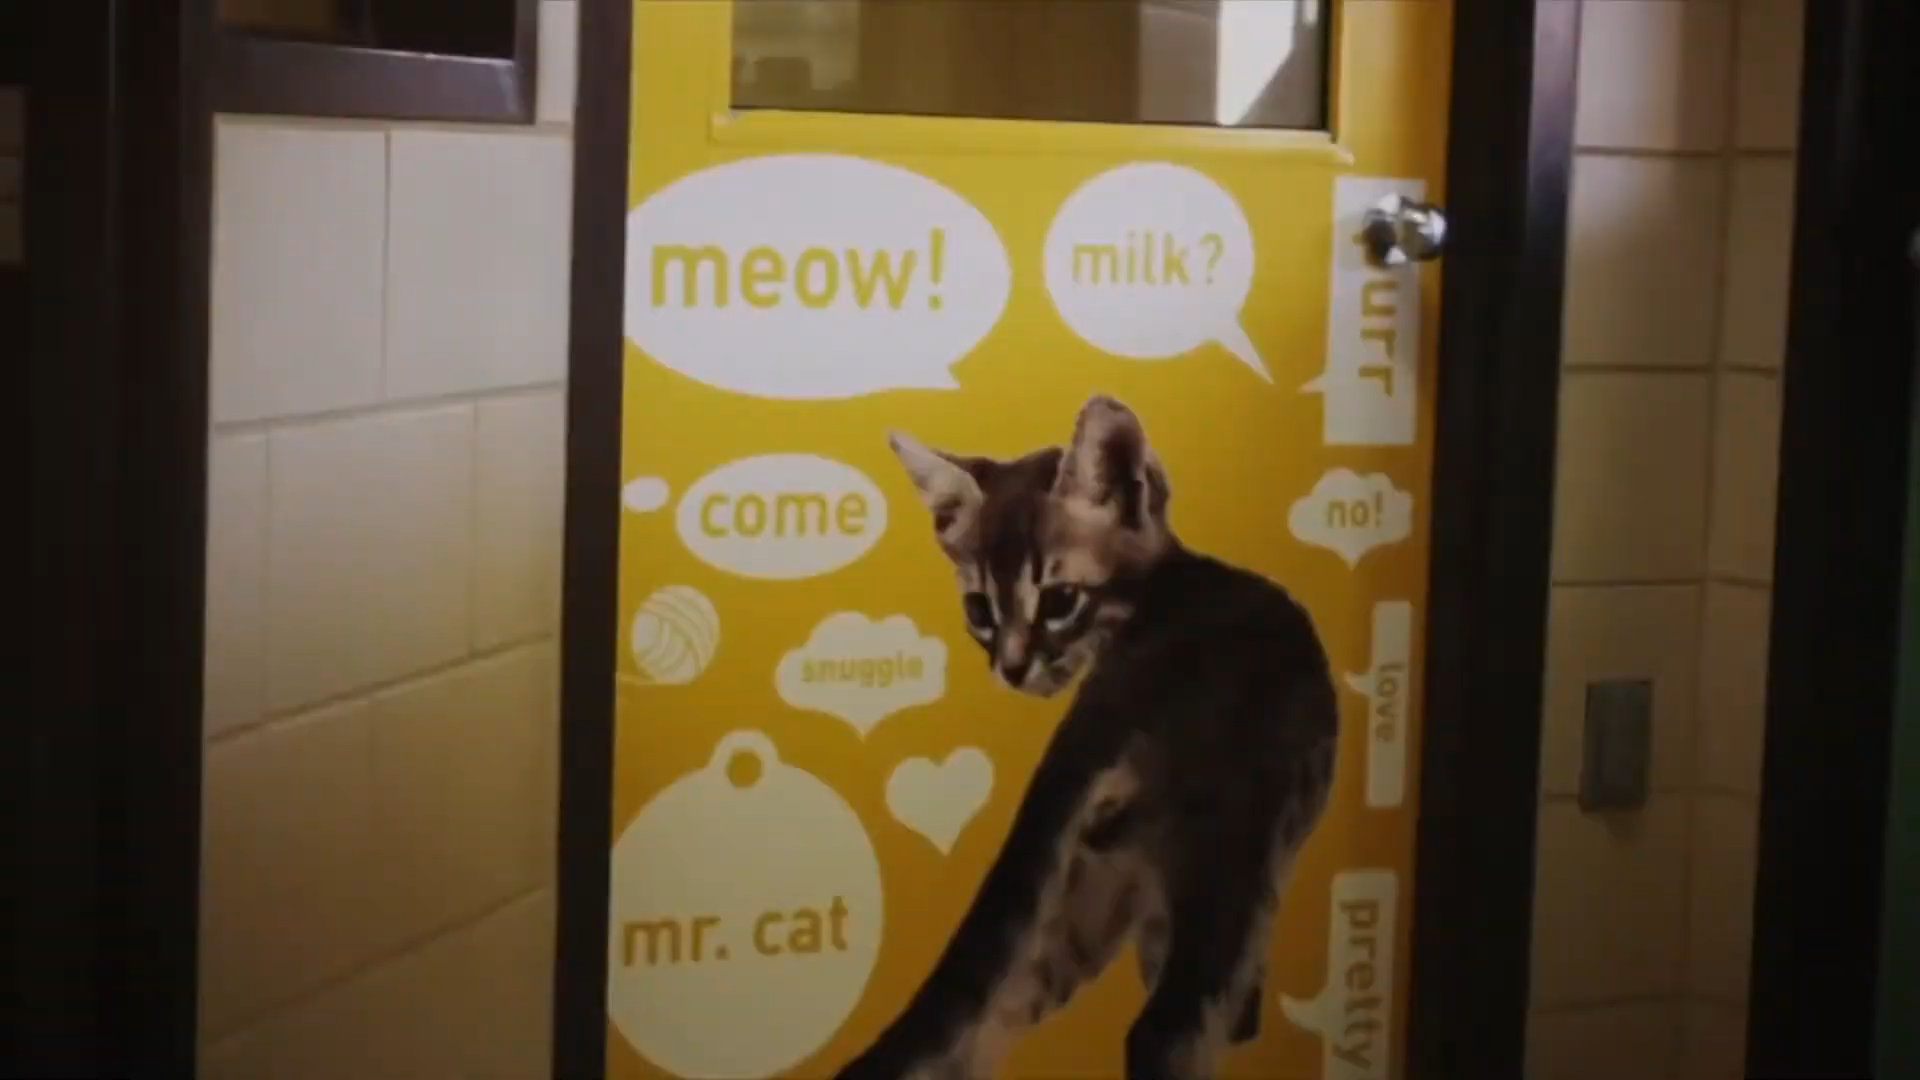 meow!
milk?
purr
come
no!
snuggle
love
mr. cat
pretty